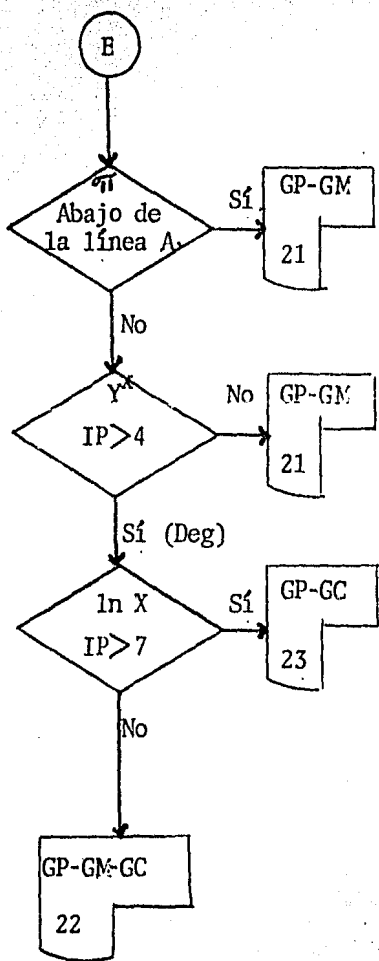 E
π
Abajo de
la línea A.
Sí
GP-GM
21
No
Yˣ
IP>4
No
GP-GM
21
Sí (Deg)
ln X
IP>7
Sí
GP-GC
23
No
GP-GM-GC
22